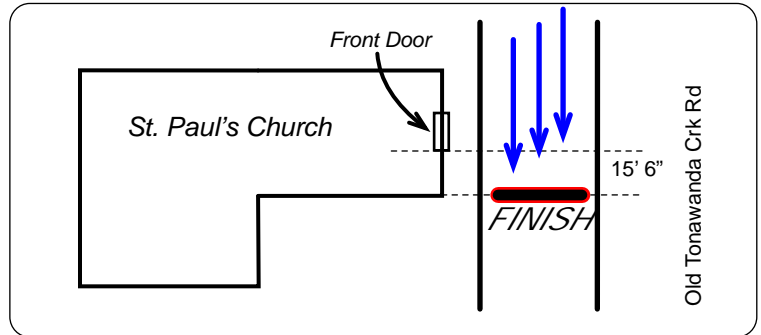 Front Door
St. Paul's Church
15’ 6”
FINISH
Old Tonawanda Crk Rd